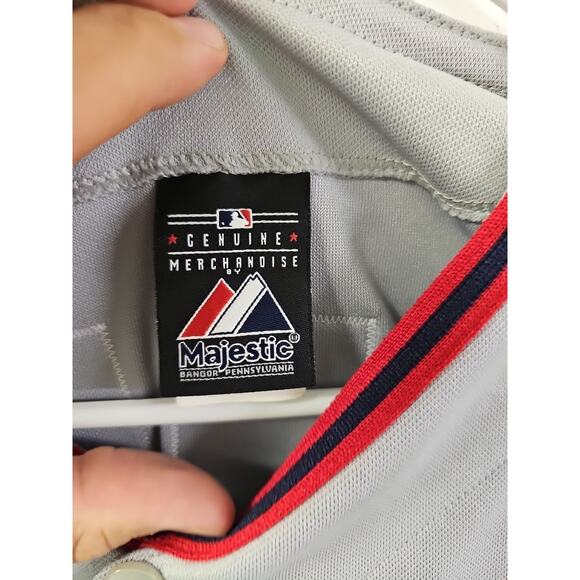 GENUINE
MERCHANDISE
BY
Majestic
BANGOR PENNSYLVANIA